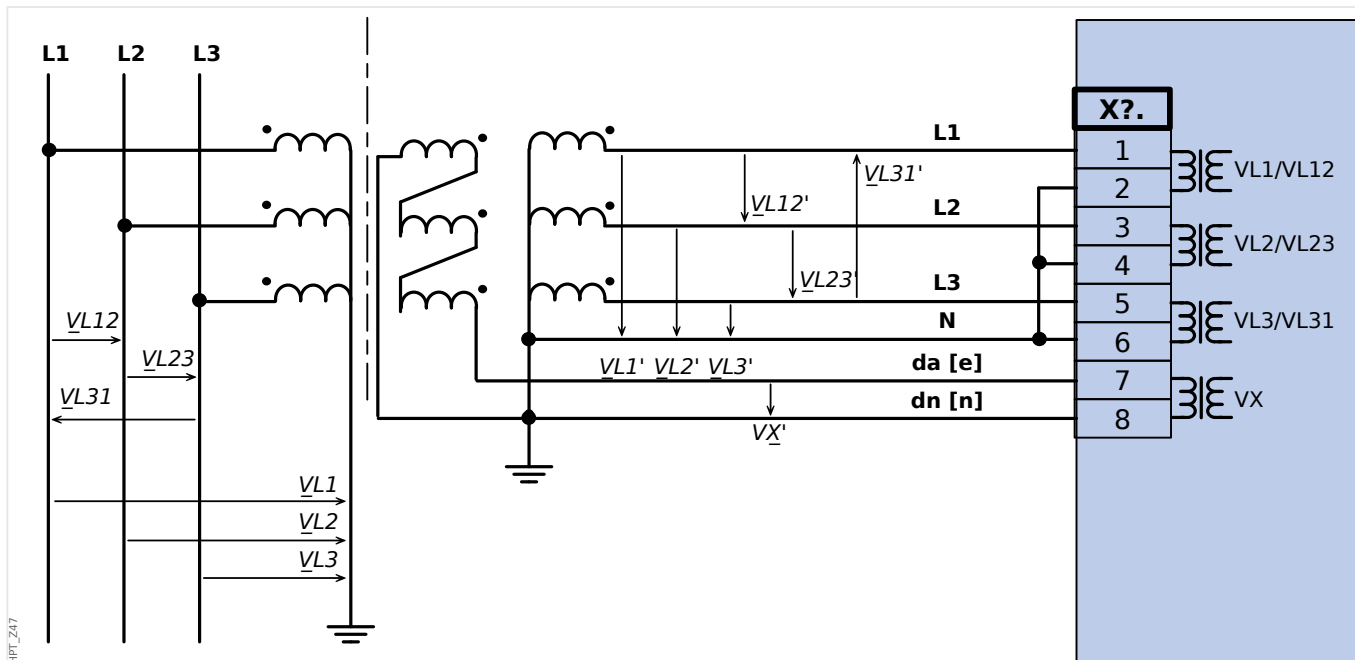 L1 L2 L3
X?.
L1
1
VL31'
VL1/VL12
2
VL12'
L2
3
VL2/VL23
4
VL23'
L3
5
VL12
N
VL3/VL31
6
VL23
VL1' VL2' VL3'
da [e]
7
VL31
dn [n]
VX
8
VX'
VL1
VL2
VL3
HPT_Z47